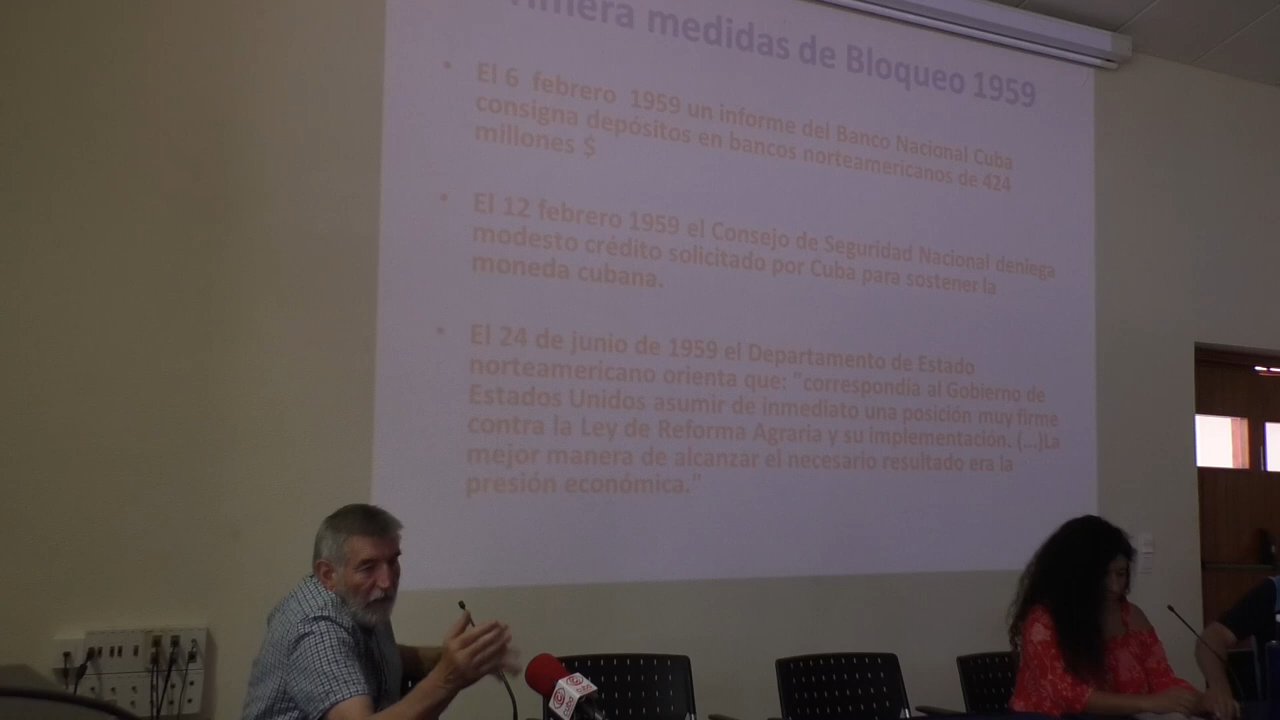 rimera medidas de Bloqueo 1959
• El 6 febrero 1959 un informe del Banco Nacional Cuba
consigna depósitos en bancos norteamericanos de 424
millones $
• El 12 febrero 1959 el Consejo de Seguridad Nacional deniega
modesto crédito solicitado por Cuba para sostener la
moneda cubana.
• El 24 de junio de 1959 el Departamento de Estado
norteamericano orienta que: "correspondía al Gobierno de
Estados Unidos asumir de inmediato una posición muy firme
contra la Ley de Reforma Agraria y su implementación. (...)La
mejor manera de alcanzar el necesario resultado era la
presión económica."